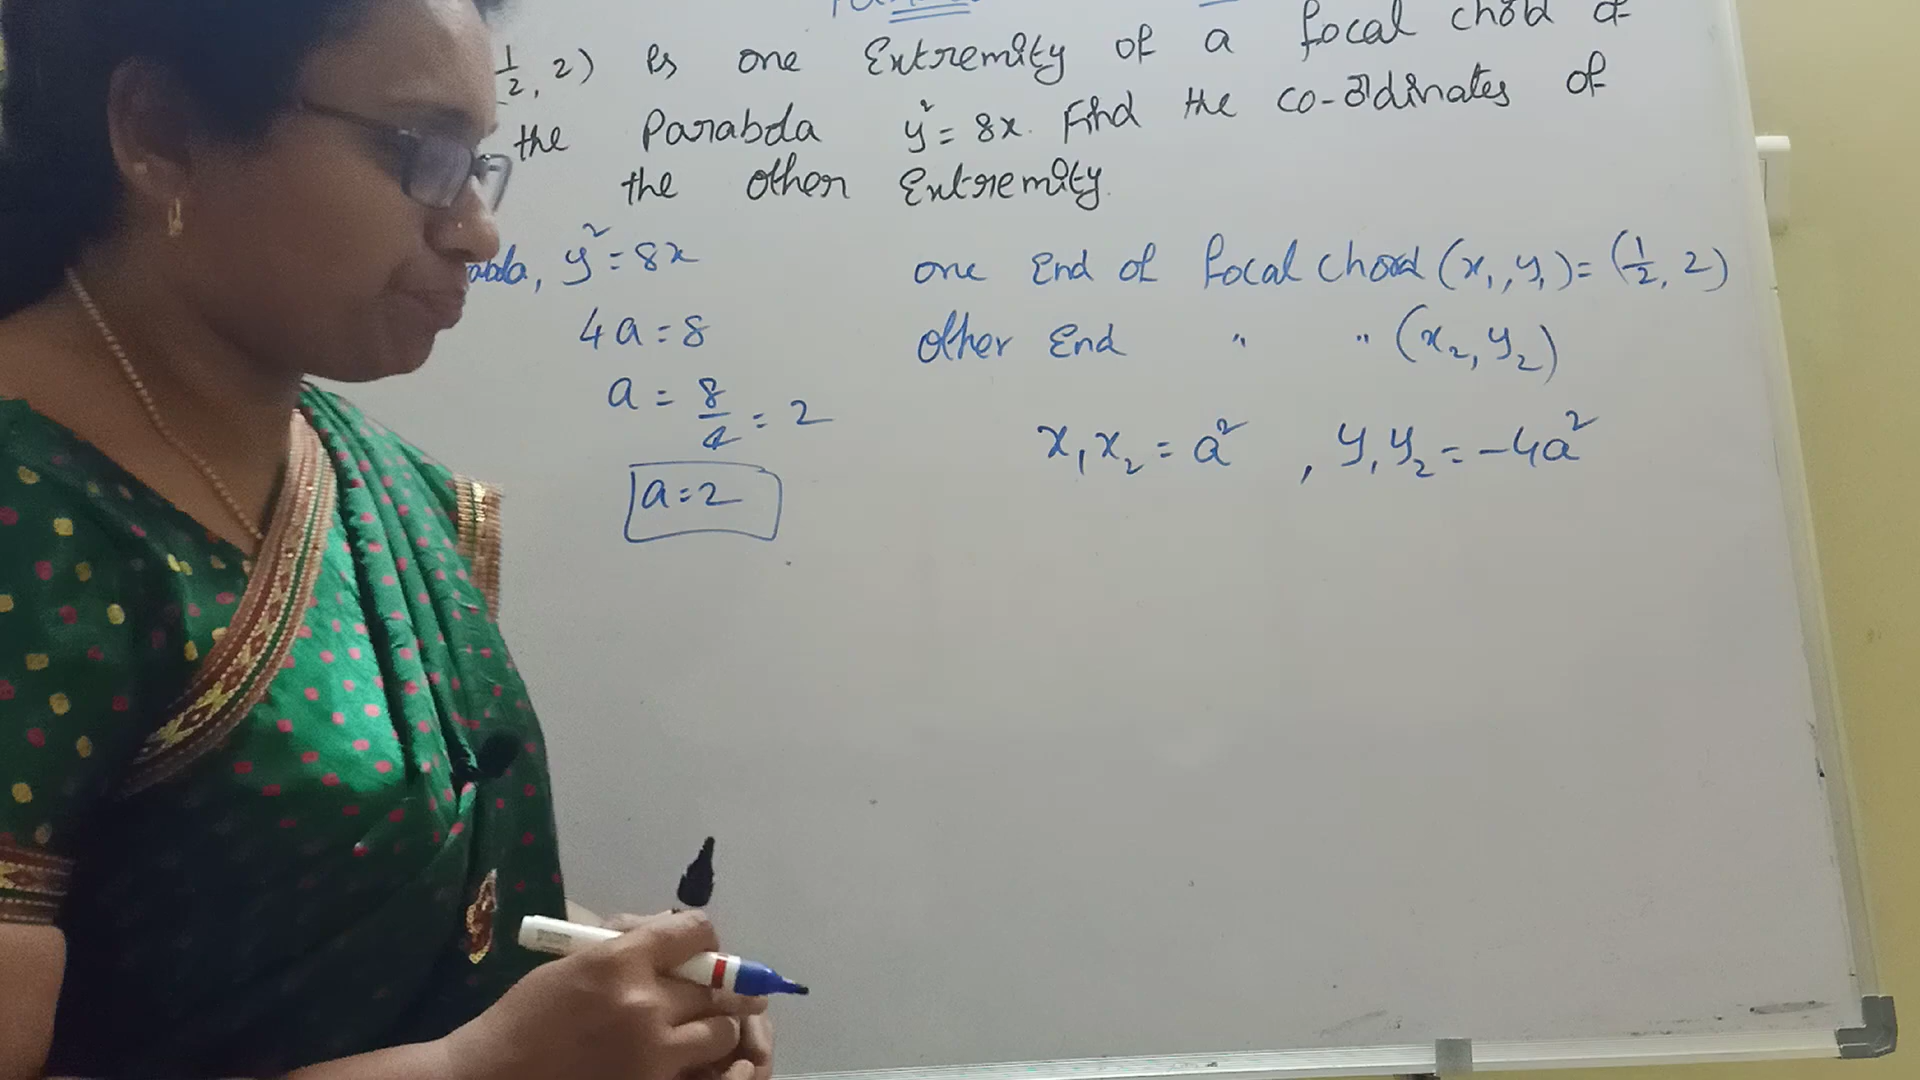 1/2, 2) is one Extremity of a focal chord of
the Parabola y² = 8x. Find the co-ordinates of
the other Extremity.
abola, y² = 8x
4a = 8
a = 8/4 = 2
a = 2
one End of focal chord (x₁, y₁) = (1/2, 2)
other End " " (x₂, y₂)
x₁x₂ = a² , y₁y₂ = -4a²